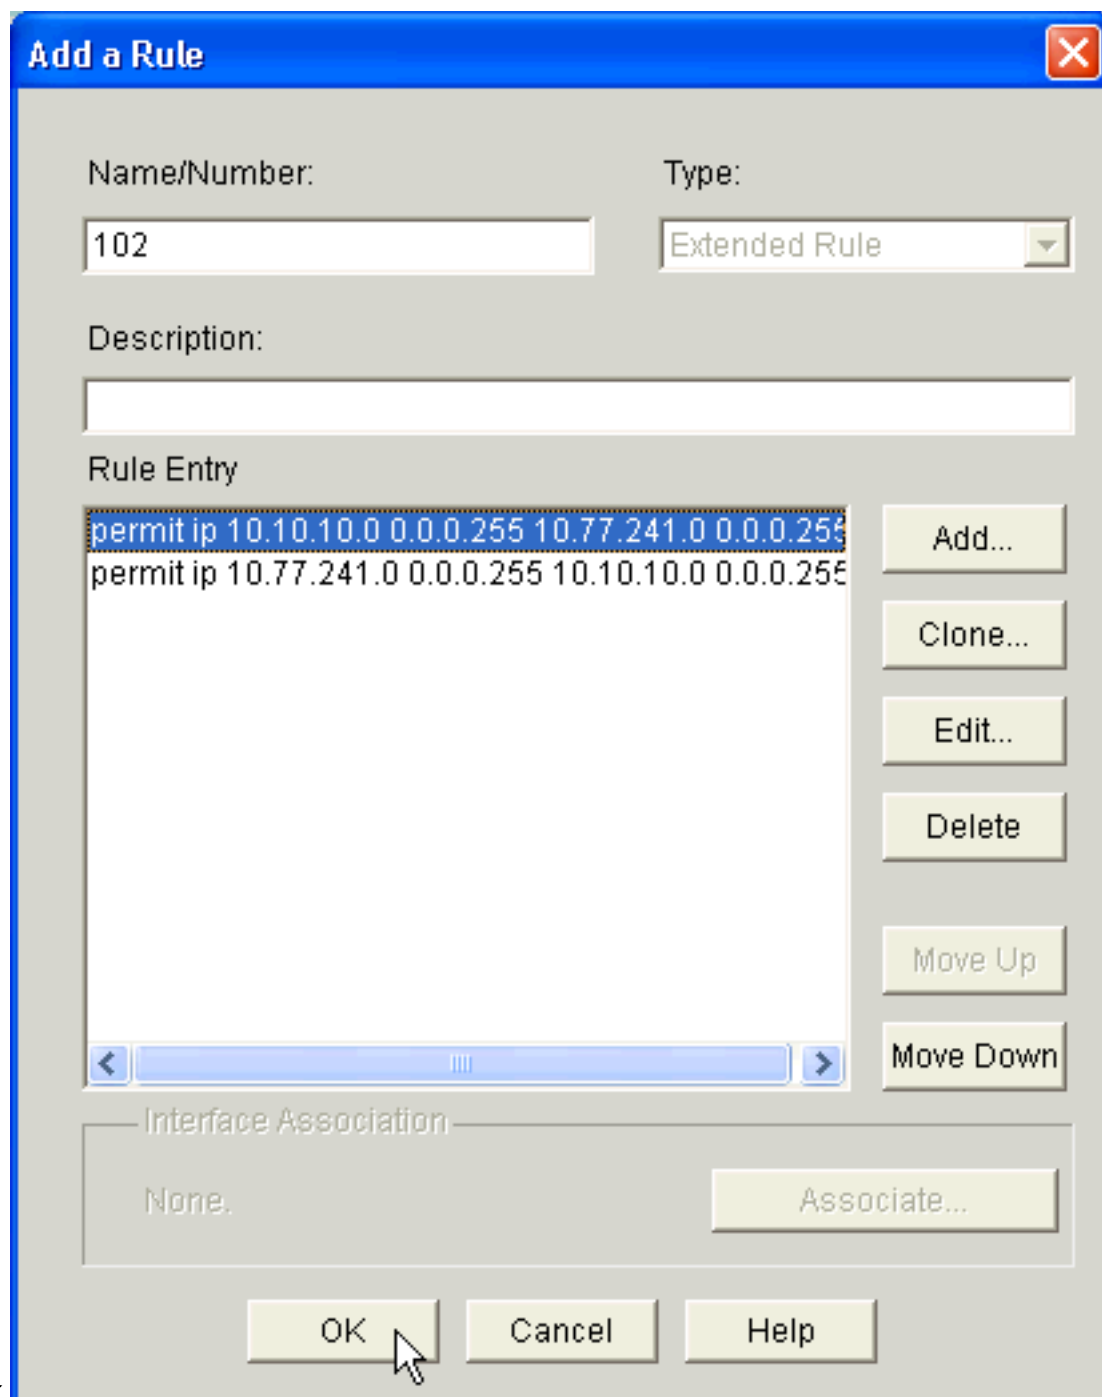 Add a Rule
Name/Number:
Type:
102
Extended Rule
Description:
Rule Entry
permit ip 10.10.10.0 0.0.0.255 10.77.241.0 0.0.0.255
permit ip 10.77.241.0 0.0.0.255 10.10.10.0 0.0.0.255
Add...
Clone...
Edit...
Delete
Move Up
Move Down
Interface Association
None.
Associate...
OK
Cancel
Help